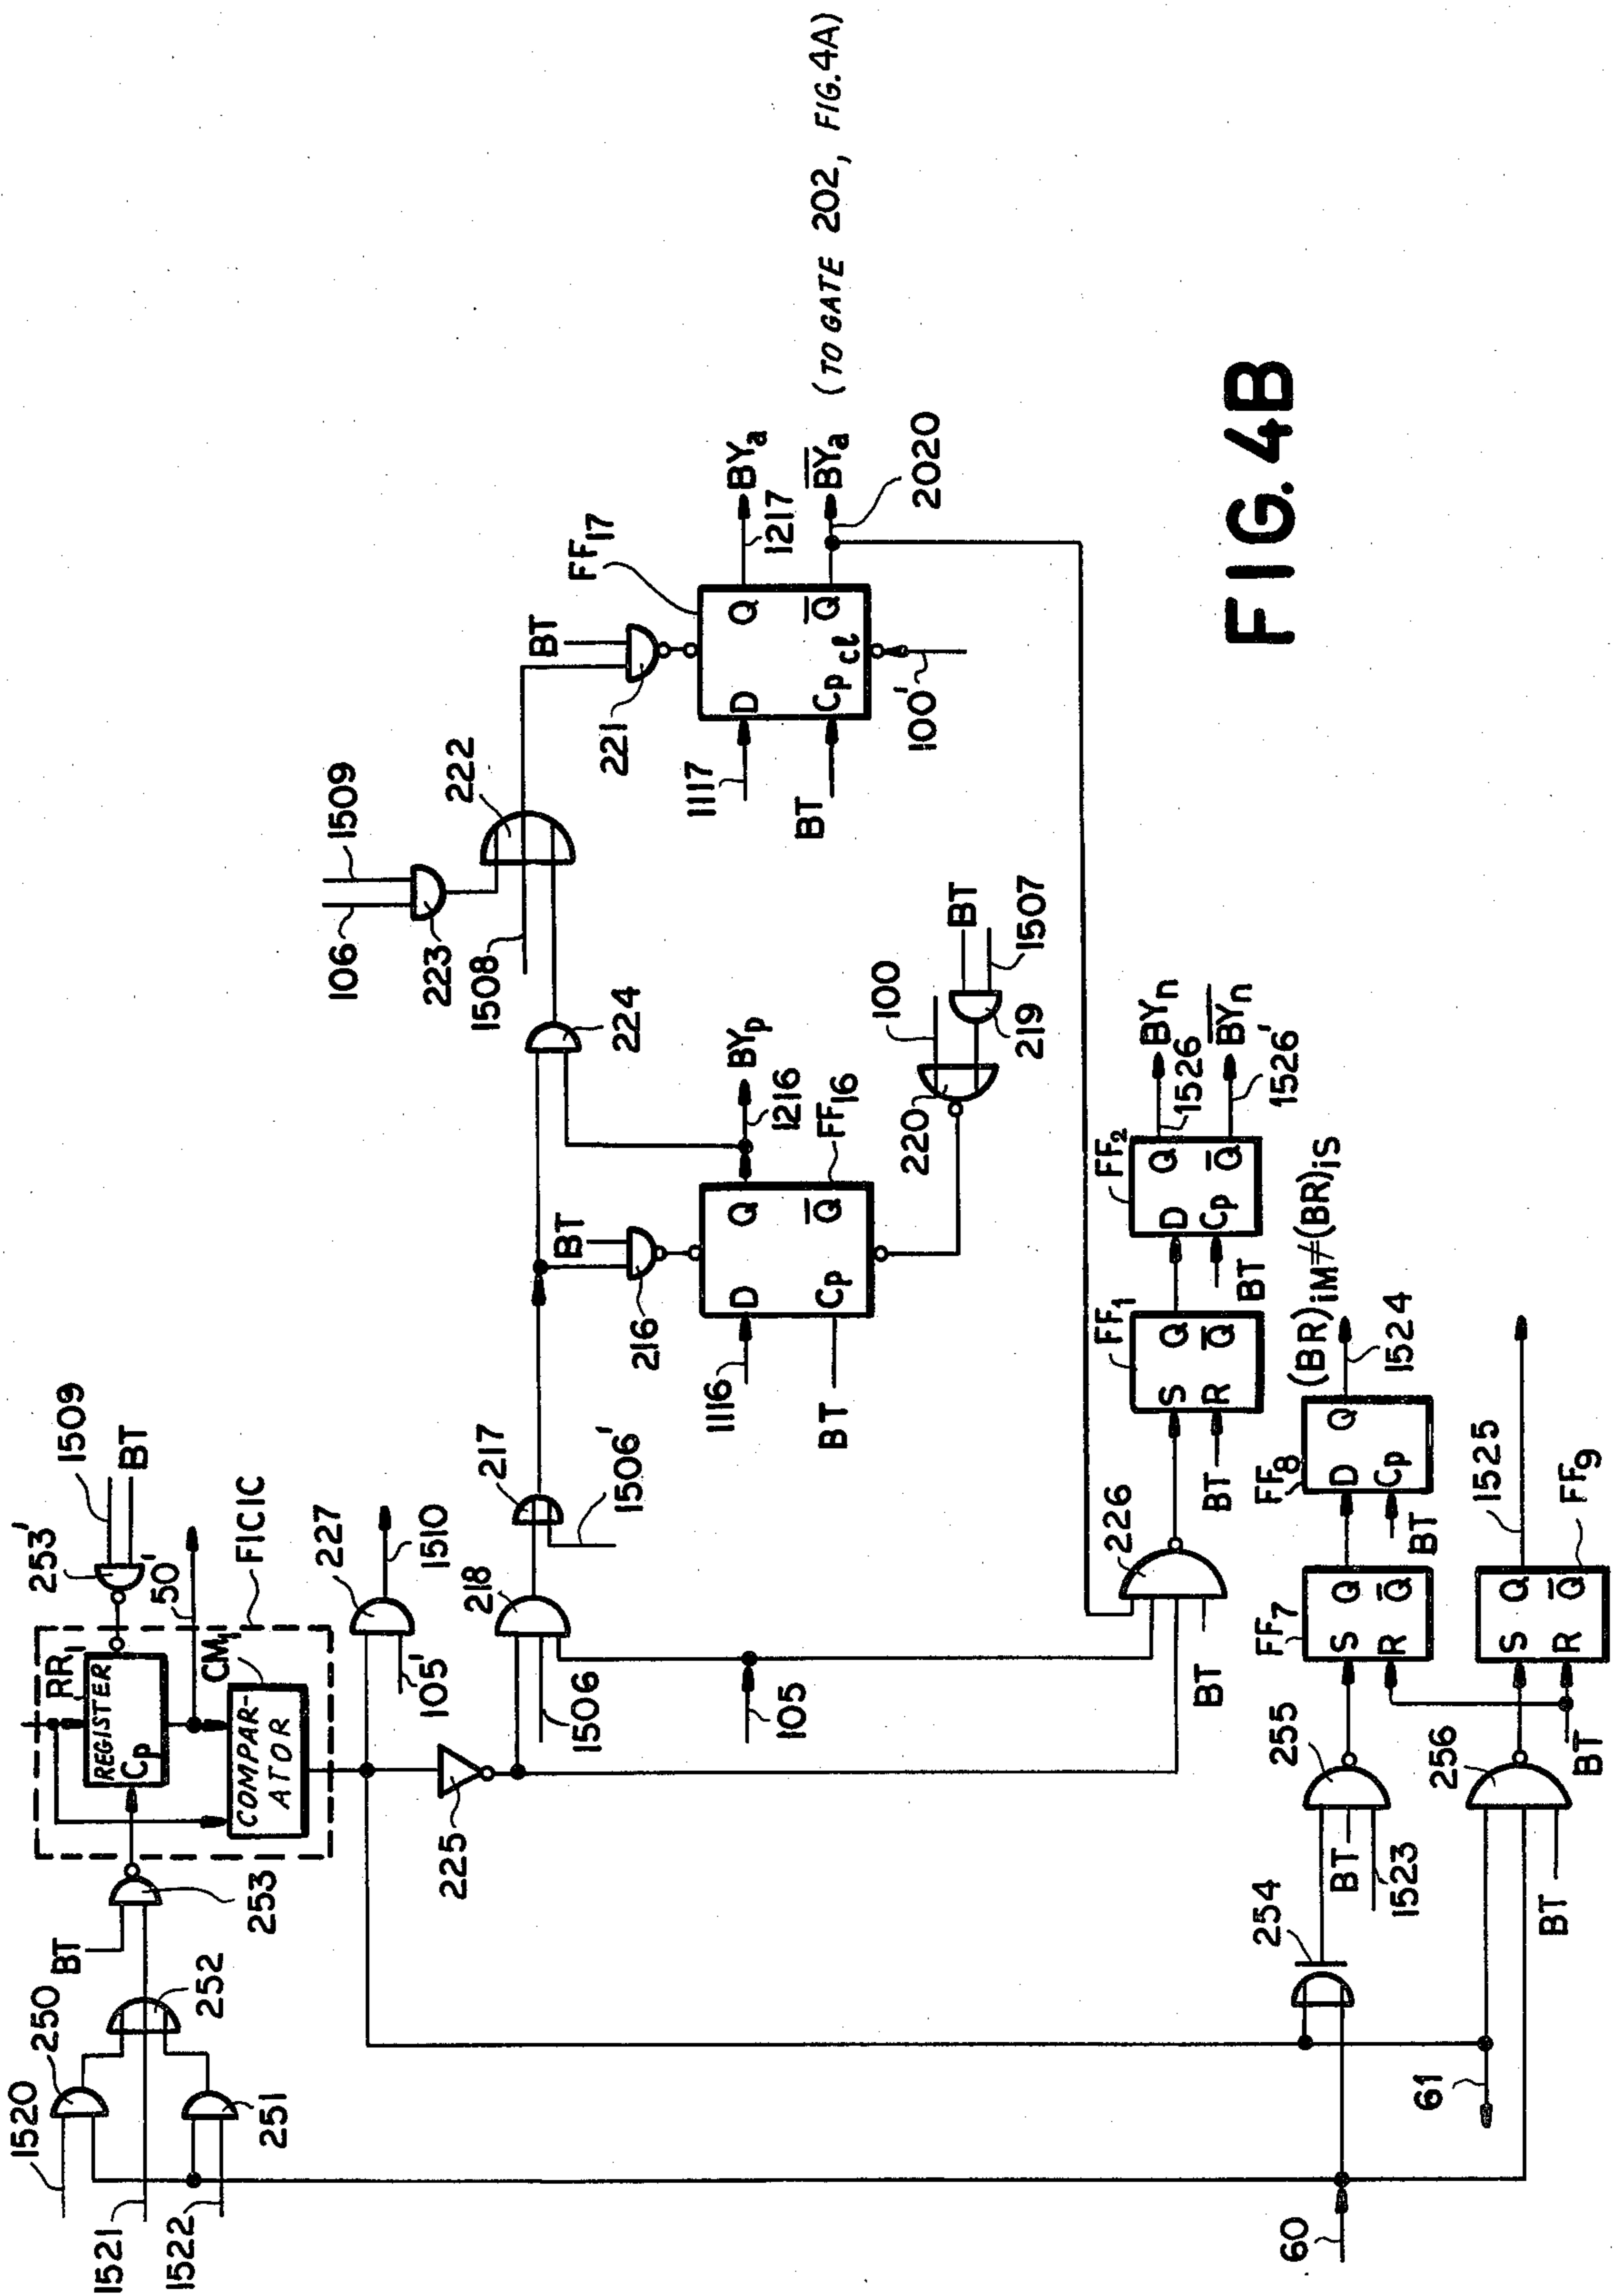 1520
250
1521
1522
251
252
BT
253
RR1
REGISTER
Cp
COMPAR-
ATOR
CM1
253'
1509
BT
50'
FICIC
225
227
105'
1510
218
1506
105
217
1506'
BT
216
1116
D
Q
Cp
Q̅
BT
FF16
BYp
1216
224
106
1509
223
1508
222
BT
221
FF17
1117
D
Q
Cp
Q̅
cl
BT
100'
BYa
1217
B̅Y̅a
2020
(TO GATE 202, FIG.4A)
100
220
BT
1507
219
226
BT
FF1
S
Q
R
Q̅
BT
FF2
D
Q
Cp
Q̅
BT
BYn
1526
B̅Y̅n
1526'
60
61
254
BT
1523
255
FF7
S
Q
R
Q̅
FF8
D
Q
Cp
BT
(BR)iM≠(BR)iS
1524
256
BT
BT
S
Q
R
Q̅
FF9
1525
FIG. 4B